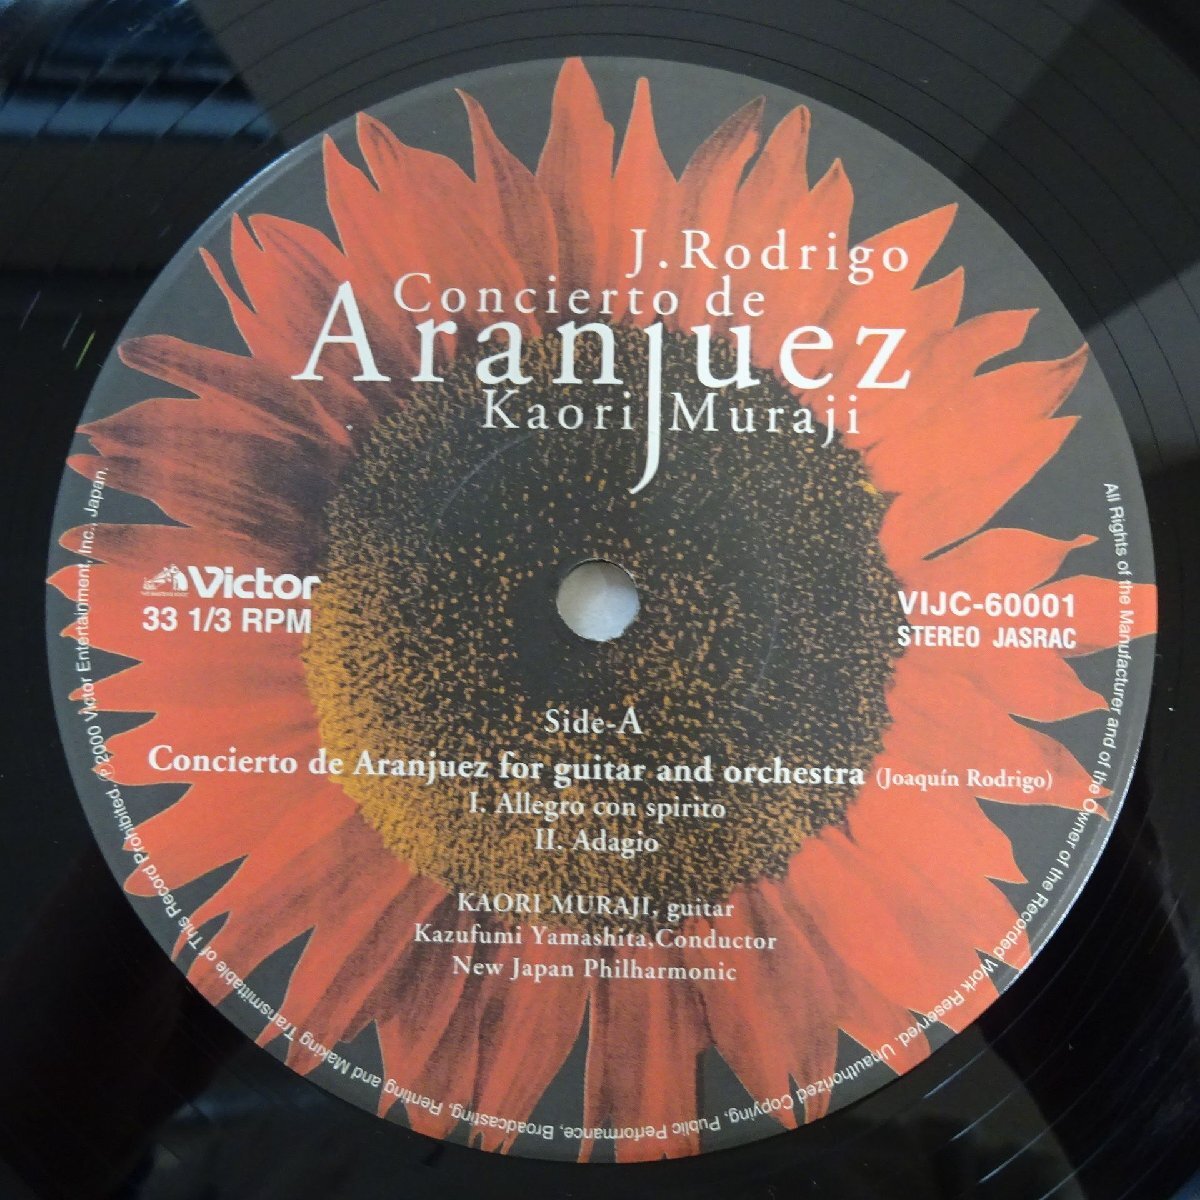 J.Rodrigo
Concierto de
Aranjuez
Kaori Muraji
Victor
33 1/3 RPM
VIJC-60001
STEREO JASRAC
Side-A
Concierto de Aranjuez for guitar and orchestra (Joaquín Rodrigo)
I. Allegro con spirito
II. Adagio
KAORI MURAJI, guitar
Kazufumi Yamashita,Conductor
New Japan Philharmonic
All Rights of the Manufacturer and of the Owner of the Recorded Work Reserved. Unauthorized Copying, Public Performance, Broadcasting, Renting and Making Transmittable of This Record Prohibited. ℗2000 Victor Entertainment, Inc., Japan.